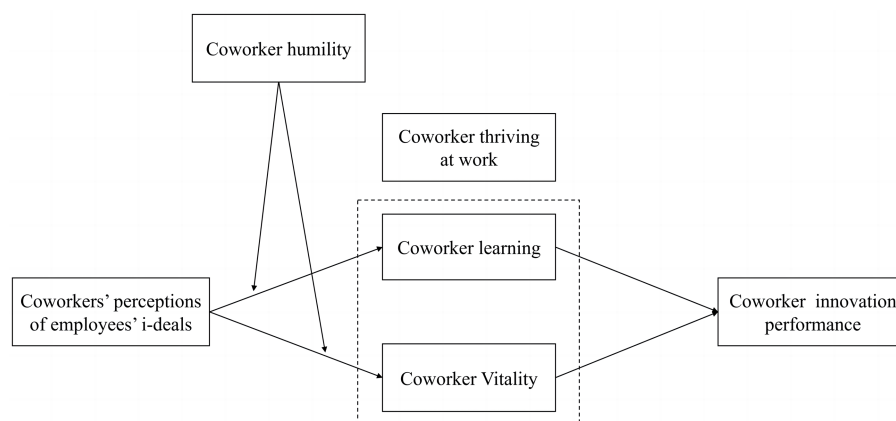 Coworker humility
Coworker thriving
at work
Coworker learning
Coworkers’ perceptions
of employees’ i-deals
Coworker innovation
performance
Coworker Vitality